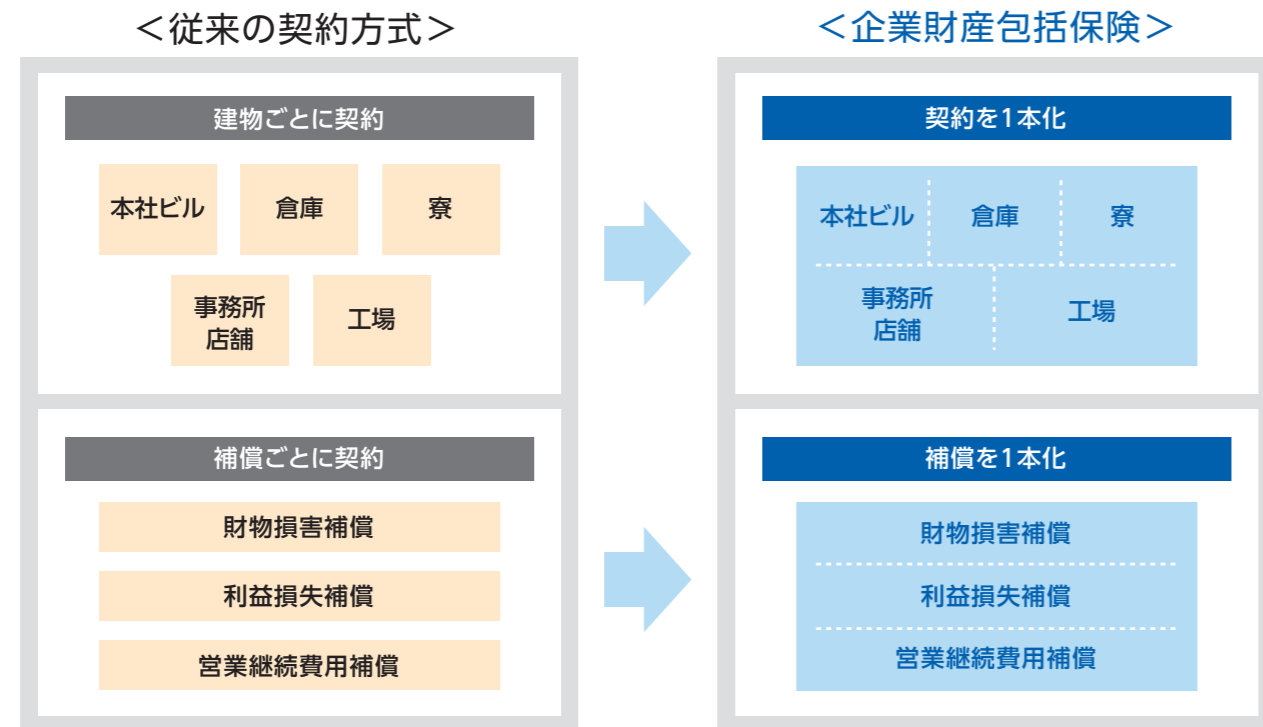 ＜従来の契約方式＞
建物ごとに契約
本社ビル
倉庫
寮
事務所
店舗
工場
補償ごとに契約
財物損害補償
利益損失補償
営業継続費用補償
＜企業財産包括保険＞
契約を1本化
本社ビル
倉庫
寮
事務所
店舗
工場
補償を1本化
財物損害補償
利益損失補償
営業継続費用補償